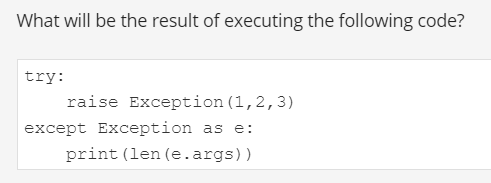 What will be the result of executing the following code?
try:
    raise Exception(1,2,3)
except Exception as e:
    print(len(e.args))